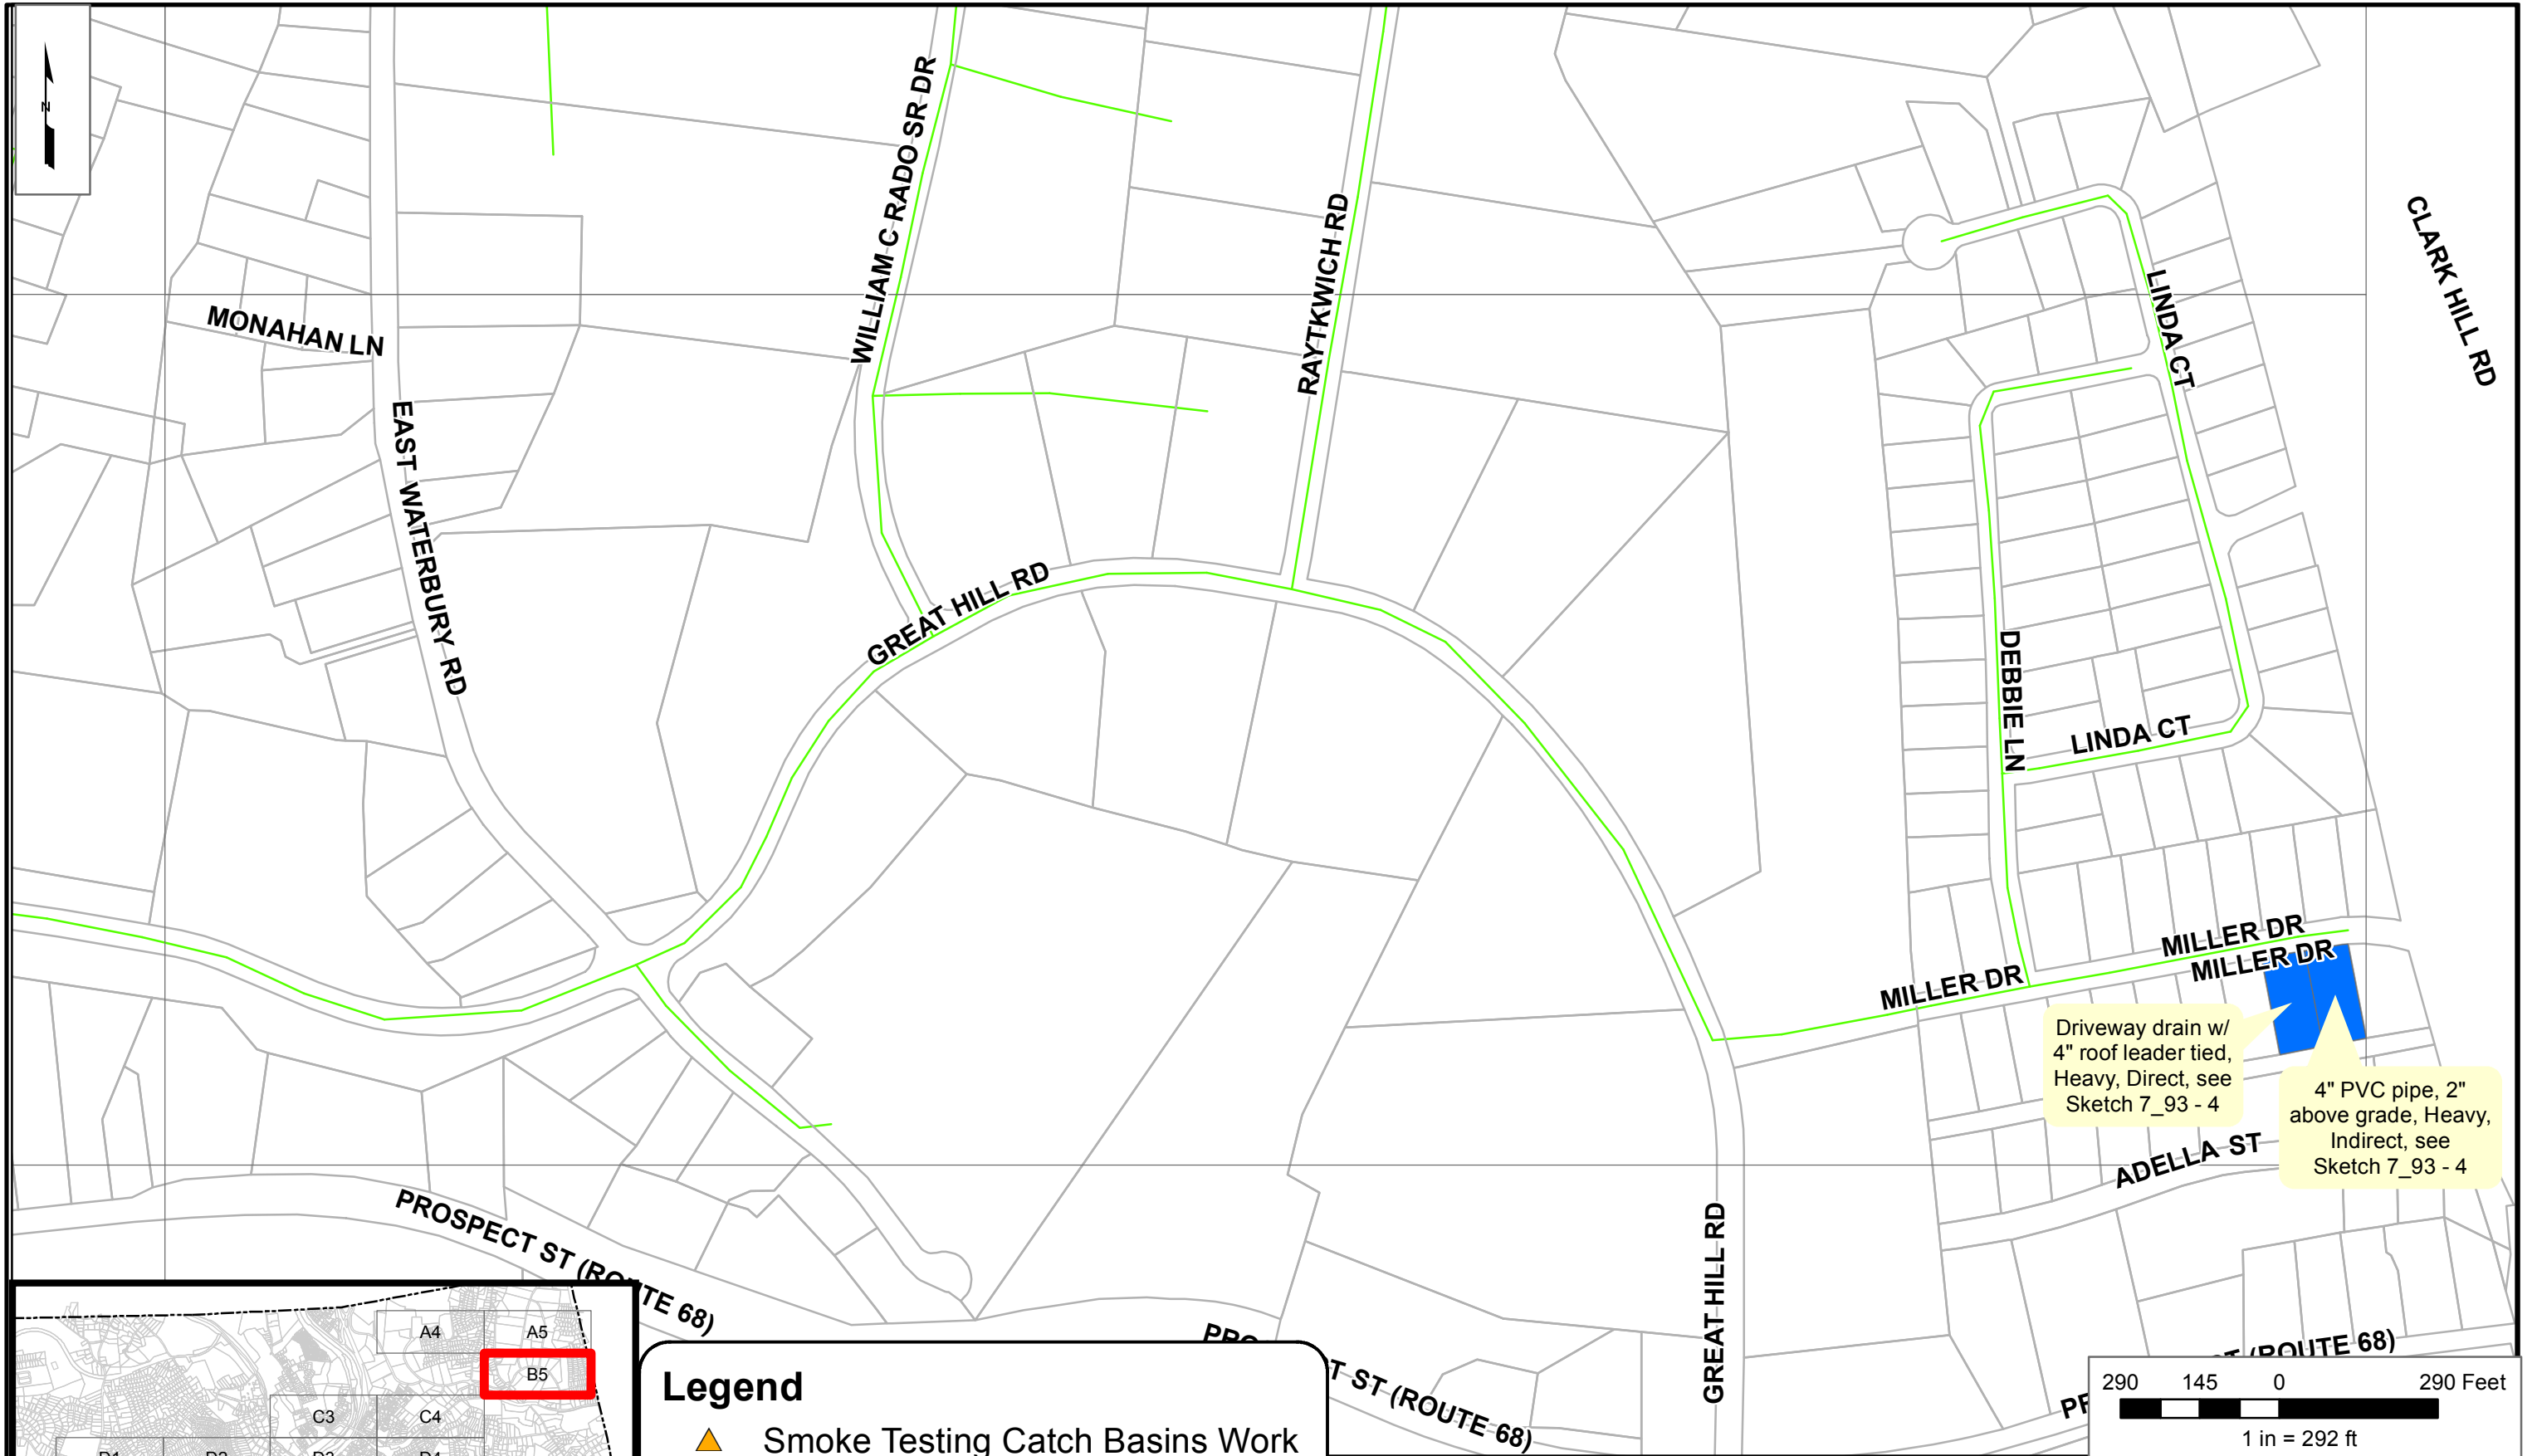 N
WILLIAM C RADO SR DR
RAYTKWICH RD
CLARK HILL RD
MONAHAN LN
LINDA CT
EAST WATERBURY RD
GREAT HILL RD
DEBBIE LN
LINDA CT
MILLER DR
MILLER DR
MILLER DR
Driveway drain w/
4" roof leader tied,
Heavy, Direct, see
Sketch 7_93 - 4
4" PVC pipe, 2"
above grade, Heavy,
Indirect, see
Sketch 7_93 - 4
ADELLA ST
PROSPECT ST (ROUTE 68)
GREAT HILL RD
T ST (ROUTE 68)
(ROUTE 68)
A4
A5
B5
C3
C4
Legend
Smoke Testing Catch Basins Work
290 145 0 290 Feet
1 in = 292 ft